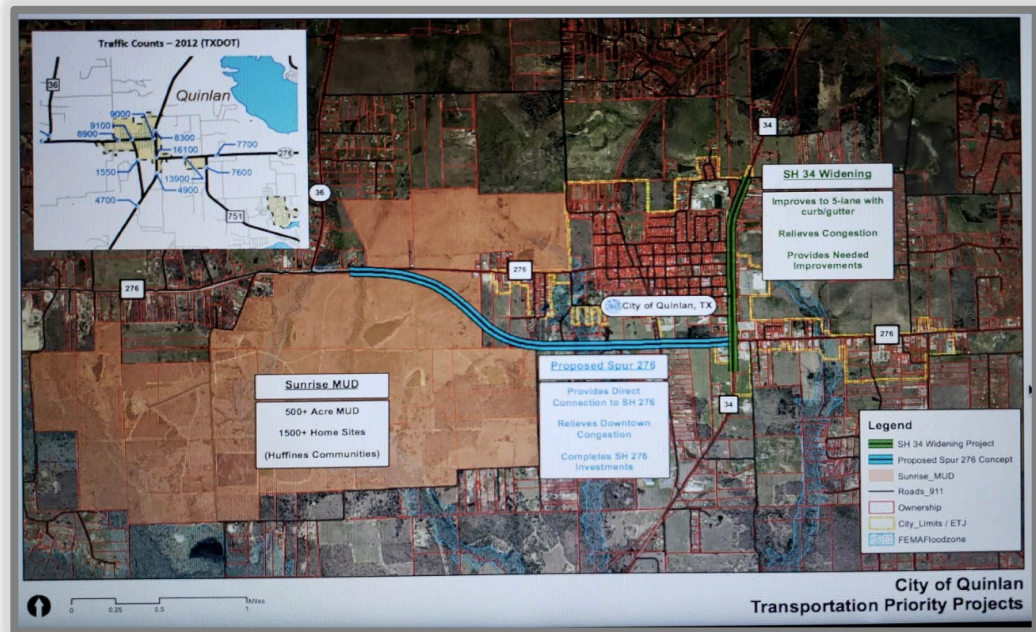 Traffic Counts – 2012 (TXDOT)
36
Quinlan
9000
9100
8900
8300
16100
7700
276
1550
13900
7600
4900
4700
751
36
34
SH 34 Widening
Improves to 5-lane with
curb/gutter
Relieves Congestion
Provides Needed
Improvements
276
276
City of Quinlan, TX
276
Proposed Spur 276
Provides Direct
Connection to SH 276
Relieves Downtown
Congestion
Completes SH 276
Investments
34
Sunrise MUD
500+ Acre MUD
1500+ Home Sites
(Huffines Communities)
Legend
SH 34 Widening Project
Proposed Spur 276 Concept
Sunrise_MUD
Roads_911
Ownership
City_Limits / ETJ
FEMAFloodzone
0 0.25 0.5 1 Miles
City of Quinlan
Transportation Priority Projects